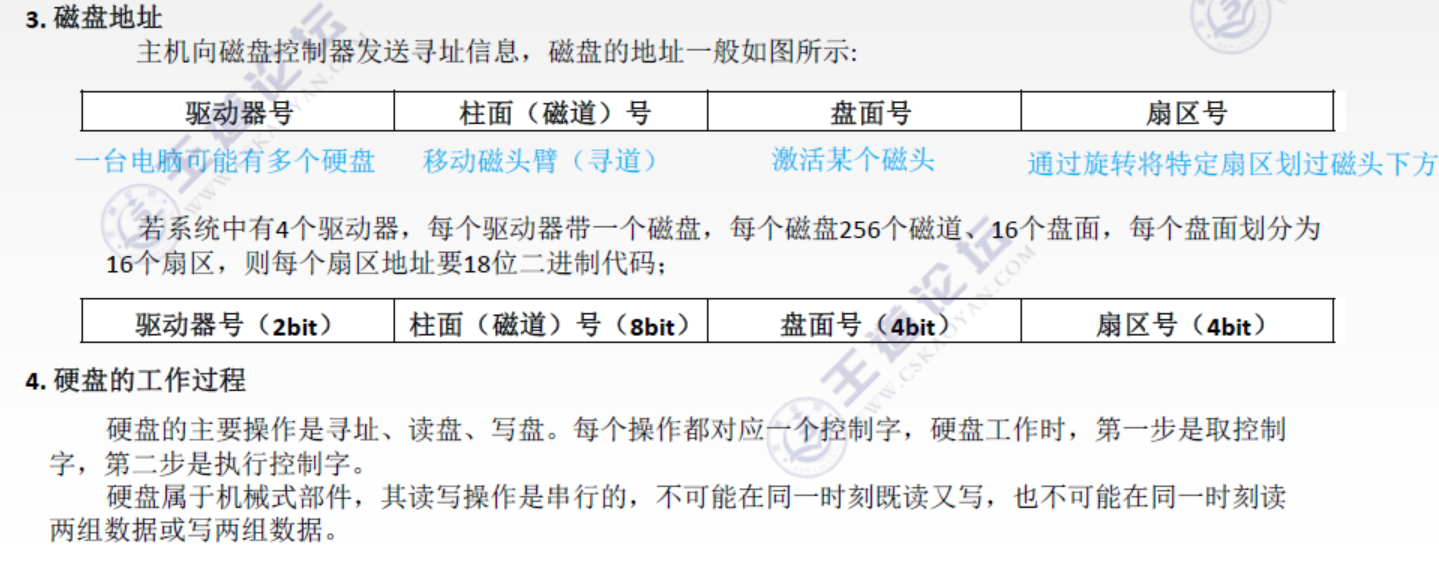 3. 磁盘地址
主机向磁盘控制器发送寻址信息，磁盘的地址一般如图所示:
驱动器号 柱面（磁道）号 盘面号 扇区号
一台电脑可能有多个硬盘 移动磁头臂（寻道） 激活某个磁头 通过旋转将特定扇区划过磁头下方
若系统中有4个驱动器，每个驱动器带一个磁盘，每个磁盘256个磁道、16个盘面，每个盘面划分为
16个扇区，则每个扇区地址要18位二进制代码；
驱动器号（2bit） 柱面（磁道）号（8bit） 盘面号（4bit） 扇区号（4bit）
4. 硬盘的工作过程
硬盘的主要操作是寻址、读盘、写盘。每个操作都对应一个控制字，硬盘工作时，第一步是取控制
字，第二步是执行控制字。
硬盘属于机械式部件，其读写操作是串行的，不可能在同一时刻既读又写，也不可能在同一时刻读
两组数据或写两组数据。
王道论坛
WWW.CSKAOYAN.COM
王道论坛
WWW.CSKAOYAN.COM